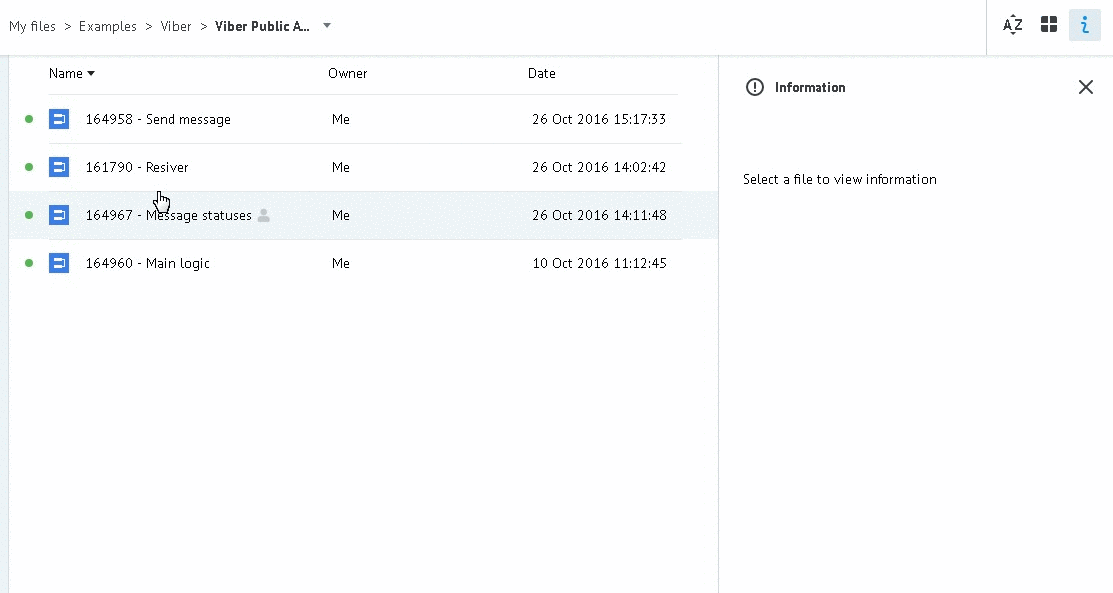 My files > Examples > Viber > Viber Public A...
AZ
i
Name Owner Date
164958 - Send message Me 26 Oct 2016 15:17:33
161790 - Resiver Me 26 Oct 2016 14:02:42
164967 - Message statuses Me 26 Oct 2016 14:11:48
164960 - Main logic Me 10 Oct 2016 11:12:45
Information
Select a file to view information